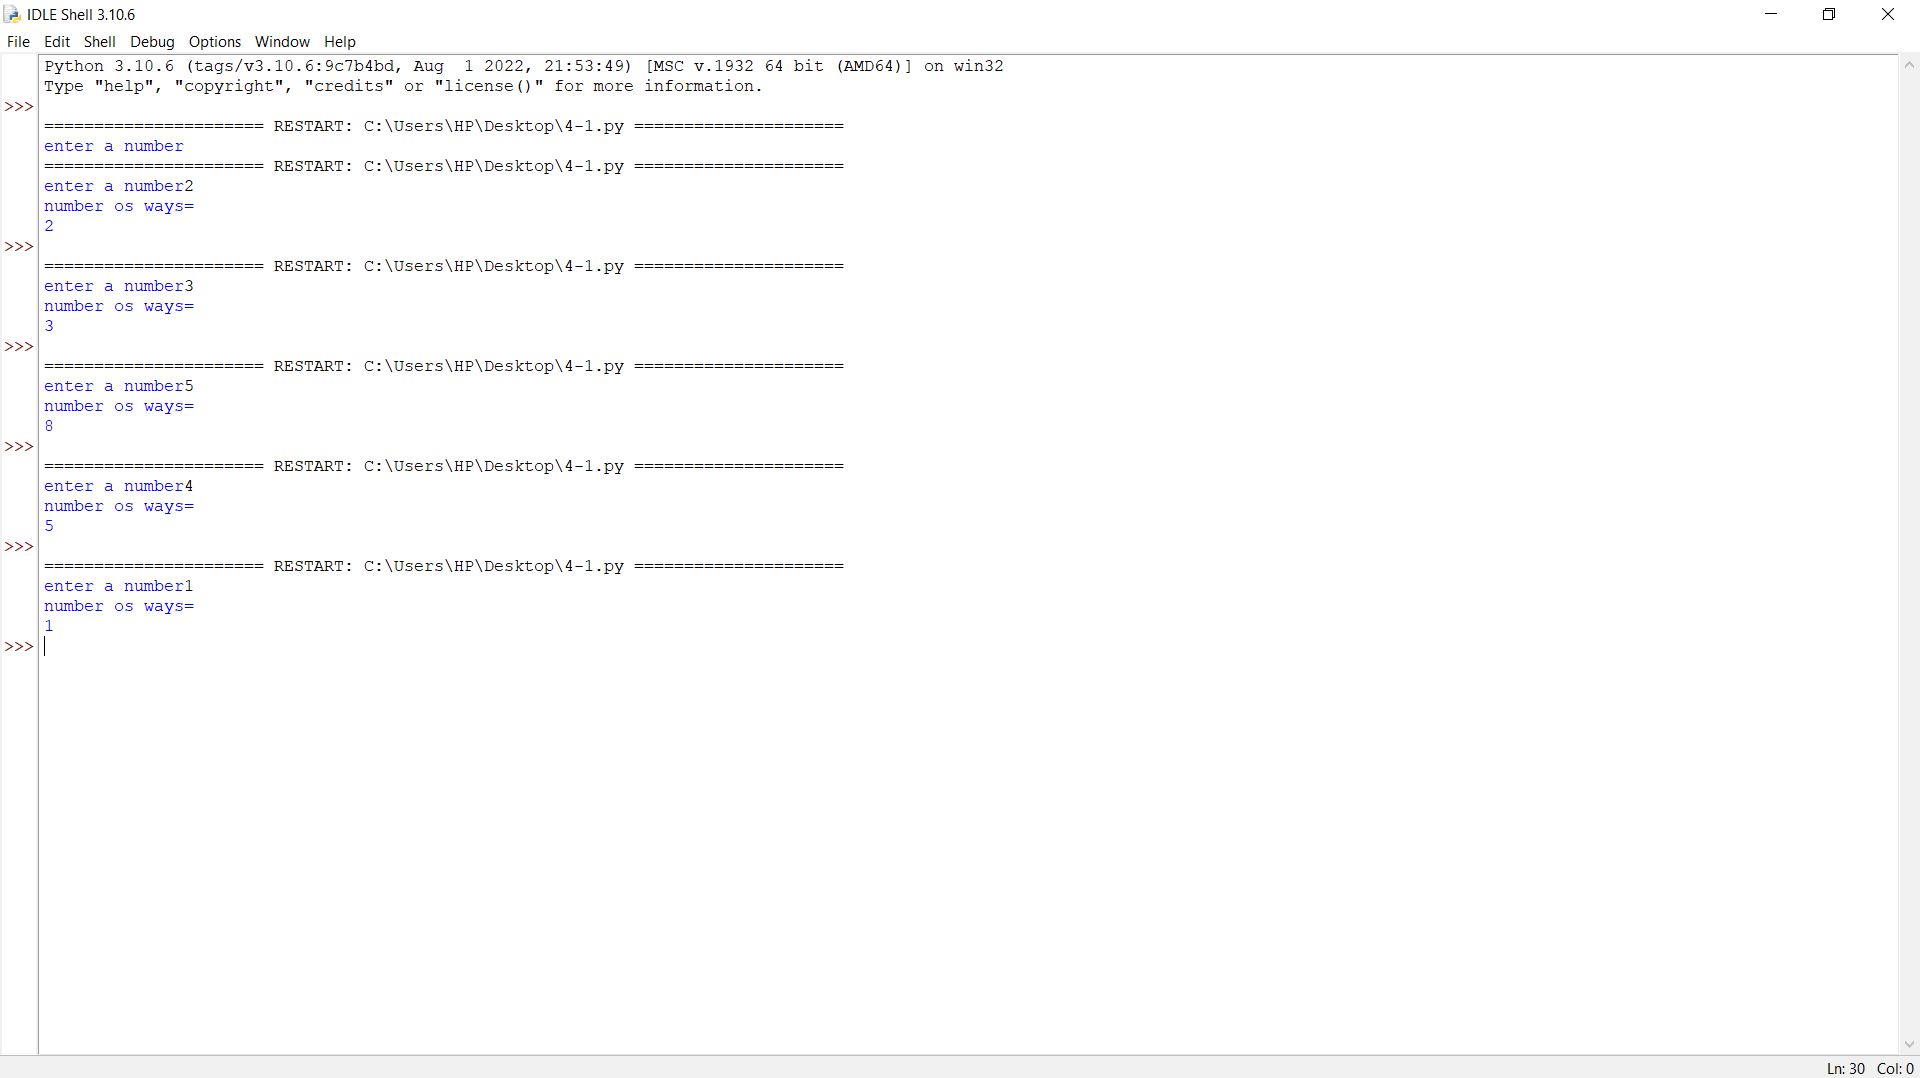 IDLE Shell 3.10.6
File Edit Shell Debug Options Window Help
Python 3.10.6 (tags/v3.10.6:9c7b4bd, Aug  1 2022, 21:53:49) [MSC v.1932 64 bit (AMD64)] on win32
Type "help", "copyright", "credits" or "license()" for more information.
>>>
====================== RESTART: C:\Users\HP\Desktop\4-1.py =====================
enter a number
====================== RESTART: C:\Users\HP\Desktop\4-1.py =====================
enter a number2
number os ways=
2
>>>
====================== RESTART: C:\Users\HP\Desktop\4-1.py =====================
enter a number3
number os ways=
3
>>>
====================== RESTART: C:\Users\HP\Desktop\4-1.py =====================
enter a number5
number os ways=
8
>>>
====================== RESTART: C:\Users\HP\Desktop\4-1.py =====================
enter a number4
number os ways=
5
>>>
====================== RESTART: C:\Users\HP\Desktop\4-1.py =====================
enter a number1
number os ways=
1
>>>
Ln: 30 Col: 0